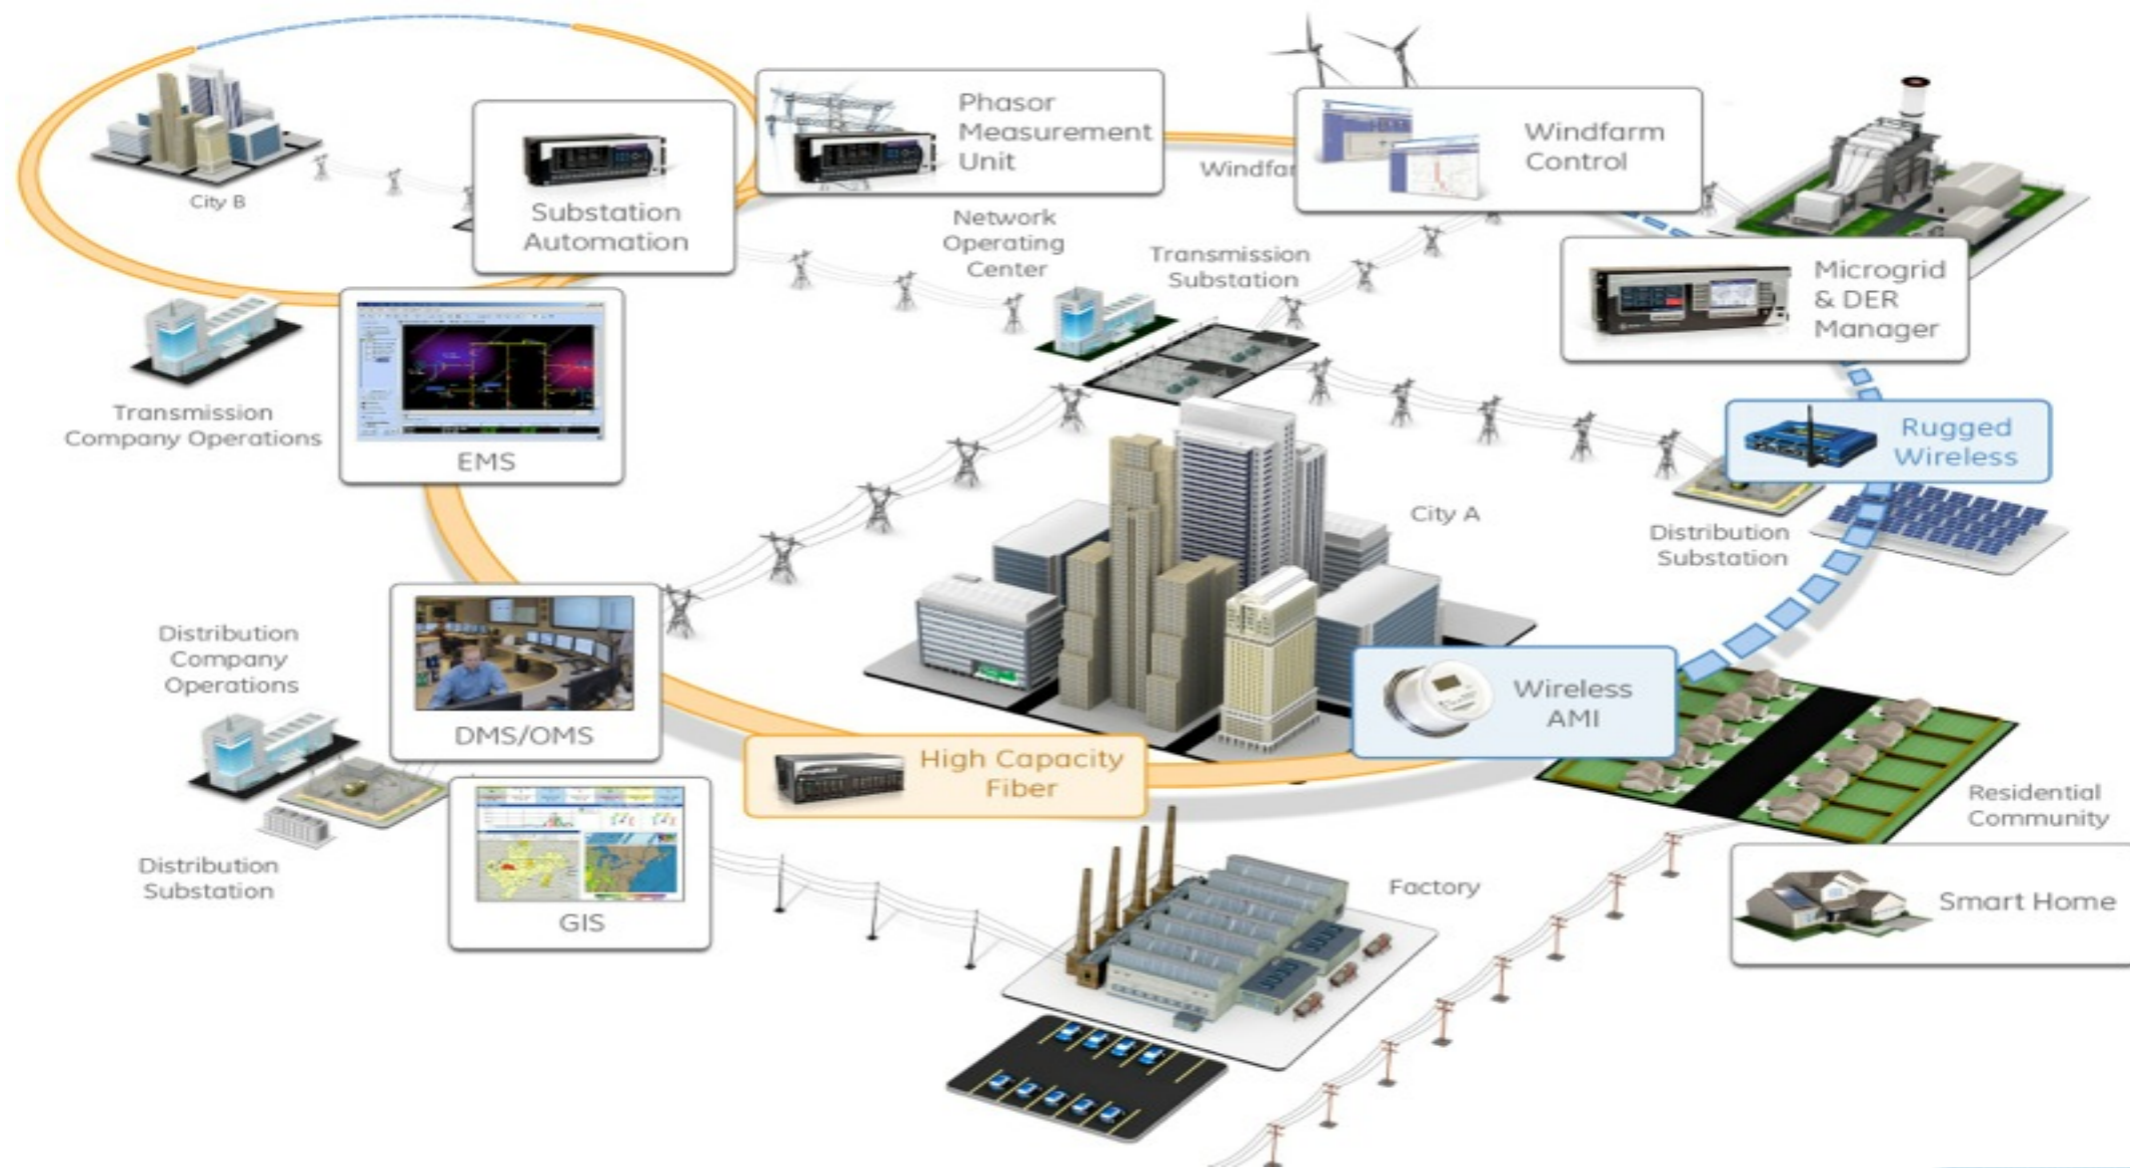 Phasor
Measurement
Unit
Windfarm
Control
City B
Substation
Automation
Network
Operating
Center
Transmission
Substation
Microgrid
& DER
Manager
Transmission
Company Operations
EMS
Rugged
Wireless
City A
Distribution
Substation
Distribution
Company
Operations
DMS/OMS
Wireless
AMI
High Capacity
Fiber
Residential
Community
Distribution
Substation
GIS
Factory
Smart Home